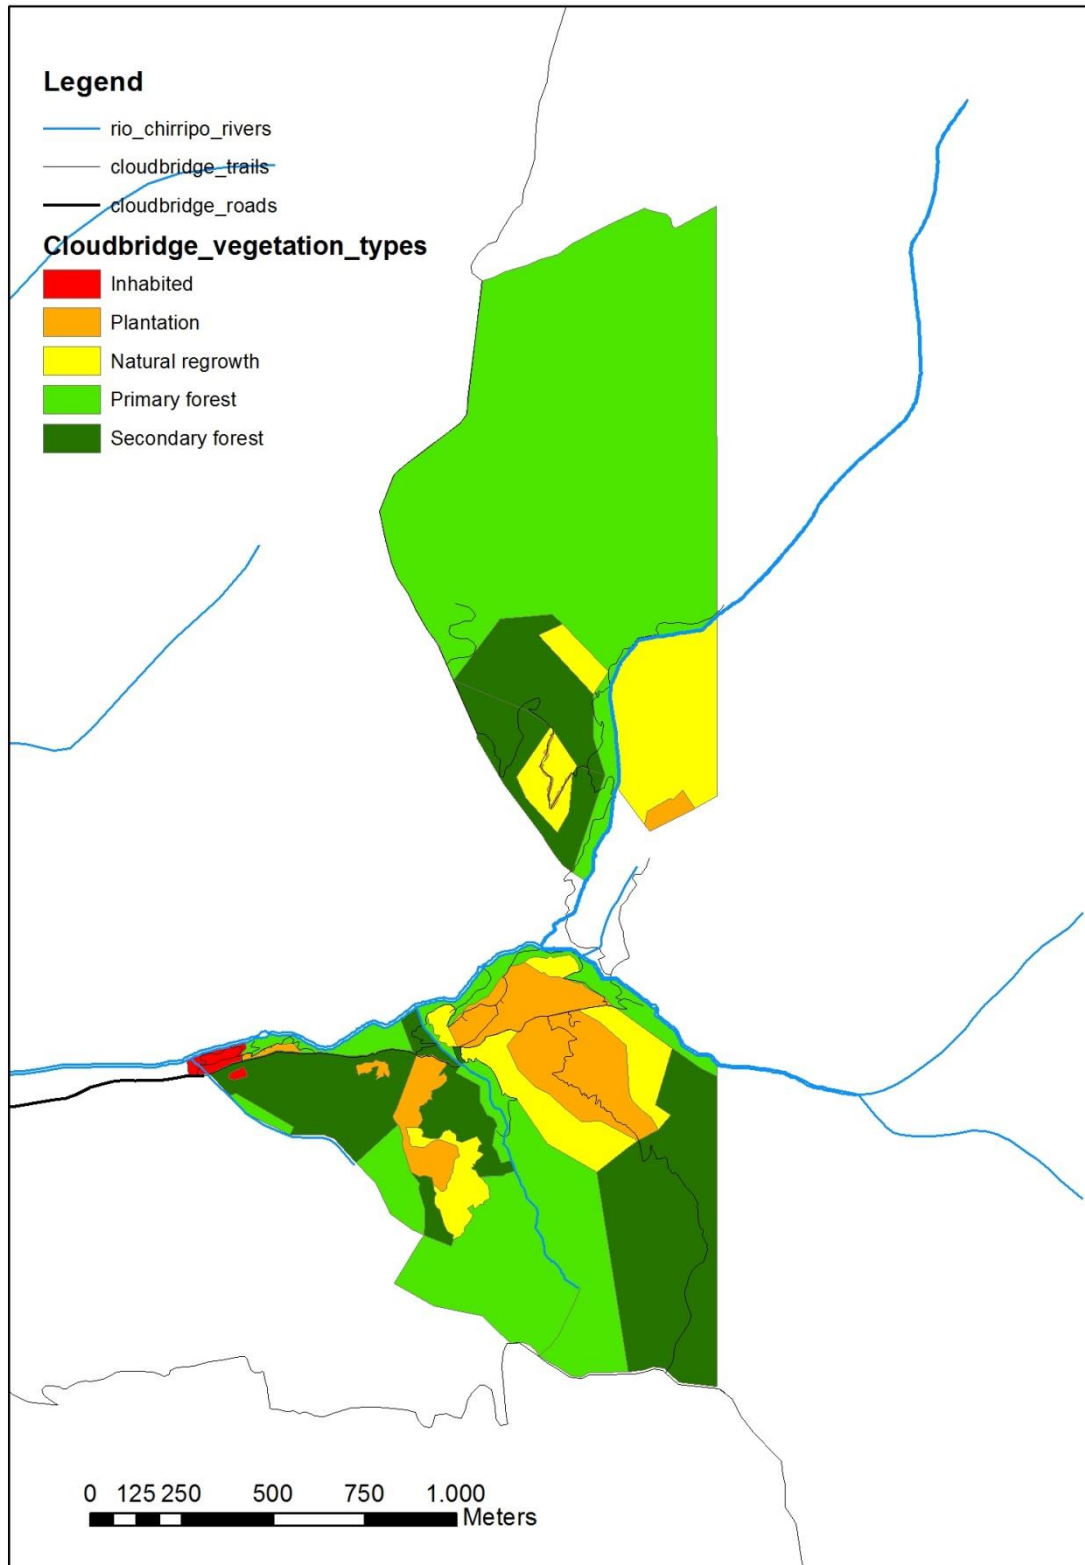 Legend
rio_chirripo_rivers
cloudbridge_trails
cloudbridge_roads
Cloudbridge_vegetation_types
Inhabited
Plantation
Natural regrowth
Primary forest
Secondary forest
0 125 250 500 750 1.000
Meters